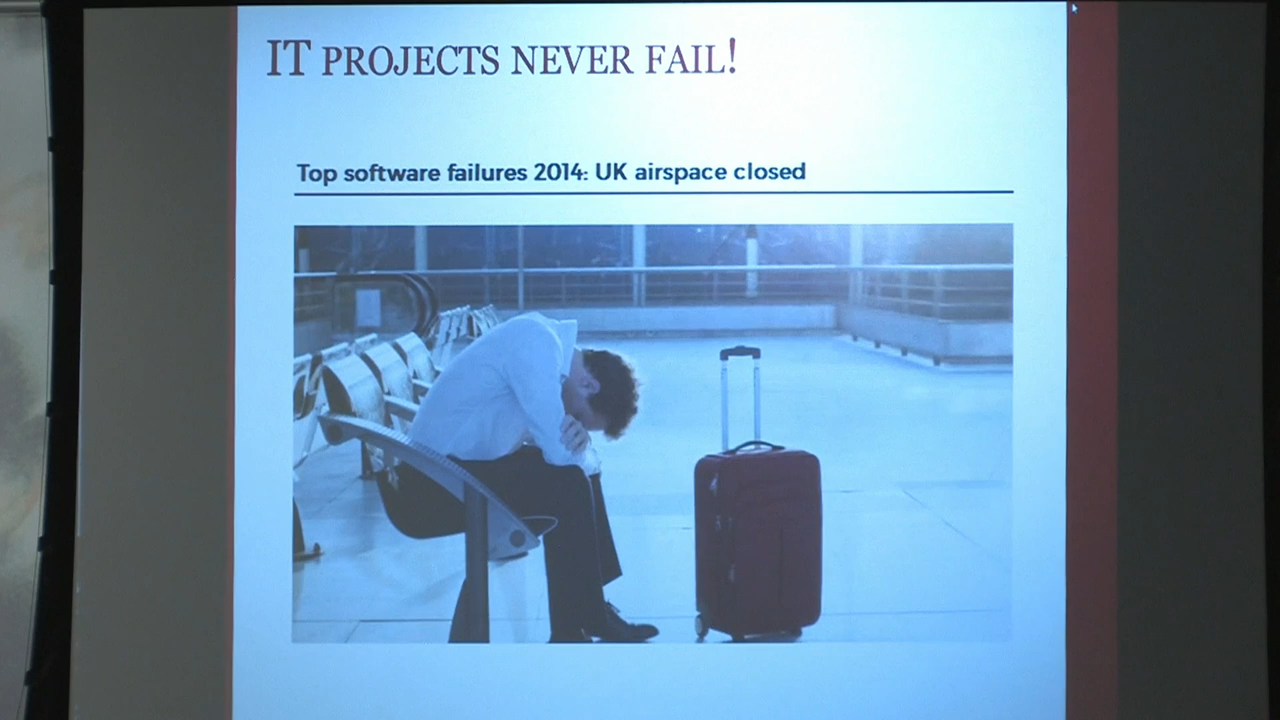 IT PROJECTS NEVER FAIL!
Top software failures 2014: UK airspace closed